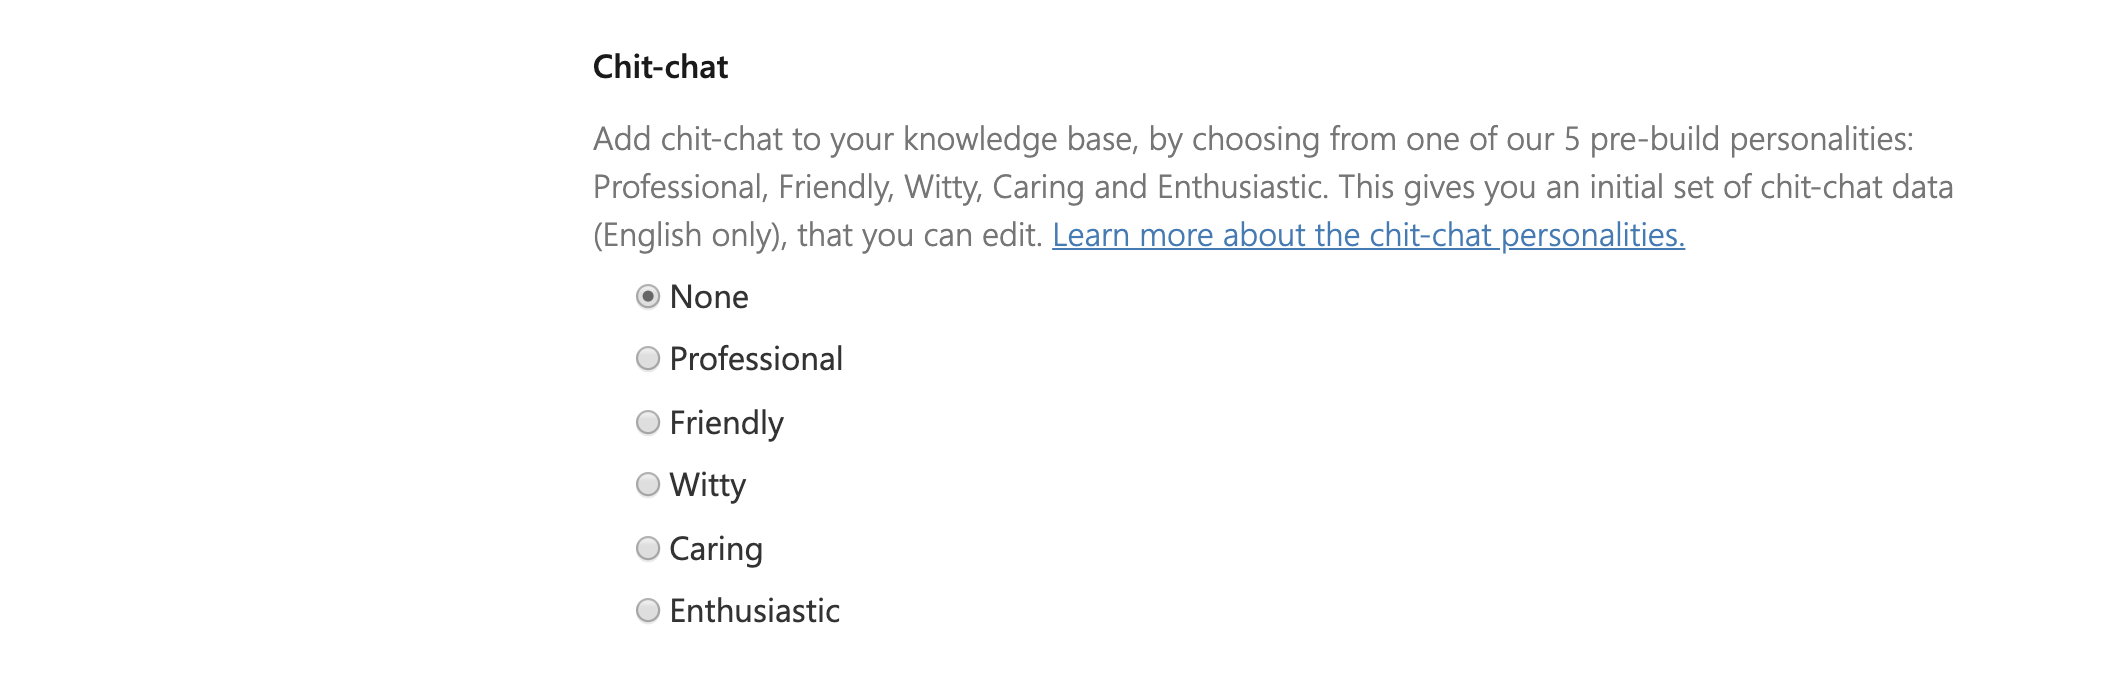 Chit-chat
Add chit-chat to your knowledge base, by choosing from one of our 5 pre-build personalities:
Professional, Friendly, Witty, Caring and Enthusiastic. This gives you an initial set of chit-chat data
(English only), that you can edit. Learn more about the chit-chat personalities.
None
Professional
Friendly
Witty
Caring
Enthusiastic